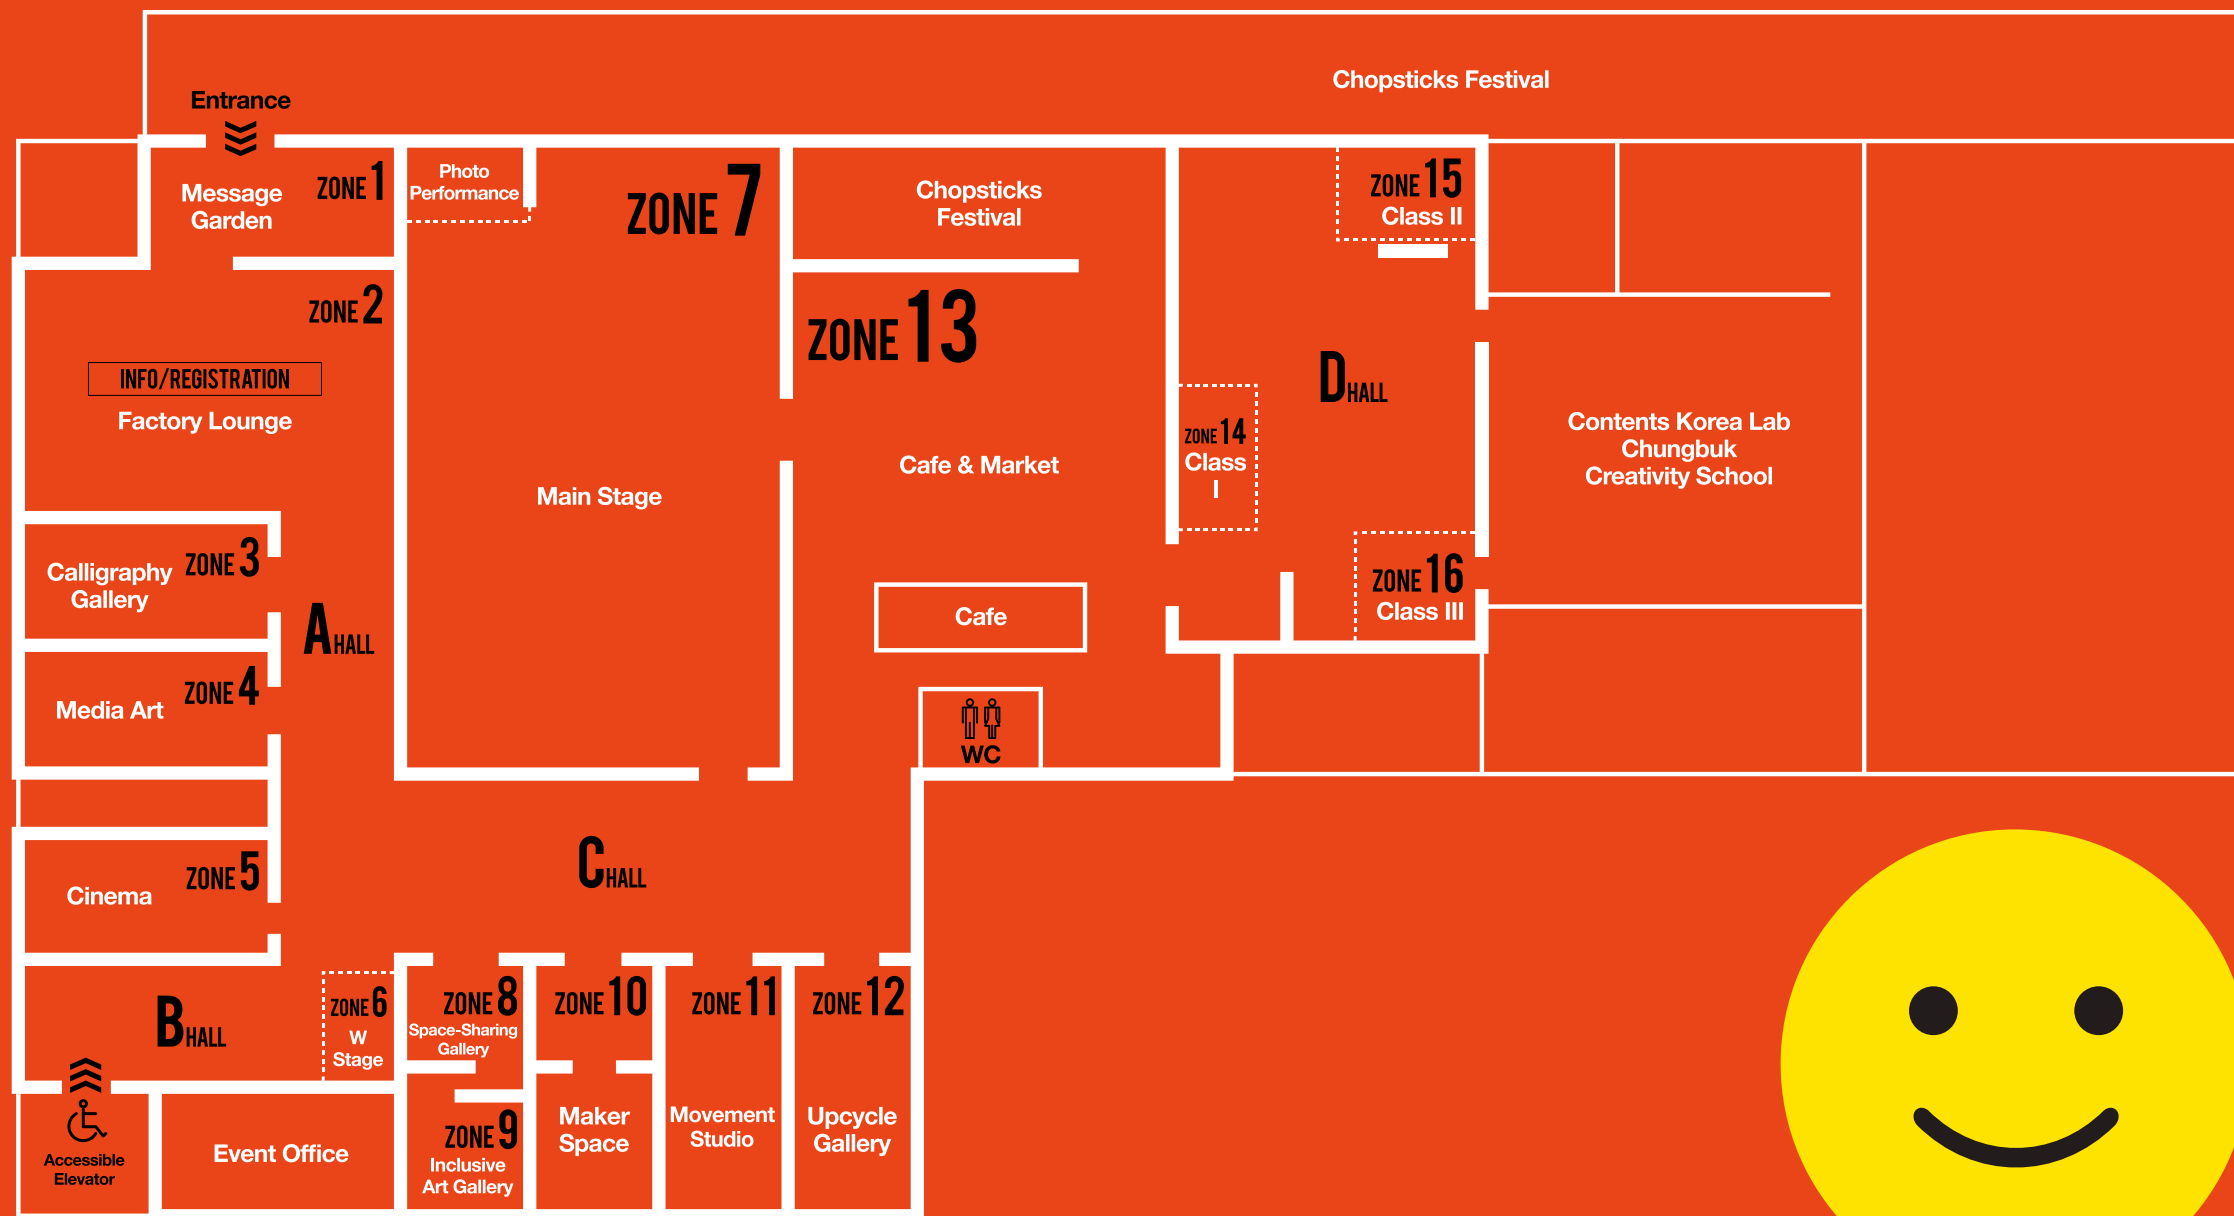 Chopsticks Festival
Entrance
Message
Garden
ZONE 1
Photo
Performance
ZONE 7
Chopsticks
Festival
ZONE 15
Class II
ZONE 2
INFO/REGISTRATION
Factory Lounge
Main Stage
ZONE 13
Cafe & Market
D HALL
ZONE 14
Class
I
Contents Korea Lab
Chungbuk
Creativity School
Calligraphy
Gallery
ZONE 3
A HALL
Cafe
ZONE 16
Class III
Media Art
ZONE 4
WC
Cinema
ZONE 5
C HALL
B HALL
ZONE 6
W
Stage
ZONE 8
Space-Sharing
Gallery
ZONE 10
Maker
Space
ZONE 11
Movement
Studio
ZONE 12
Upcycle
Gallery
Accessible
Elevator
Event Office
ZONE 9
Inclusive
Art Gallery